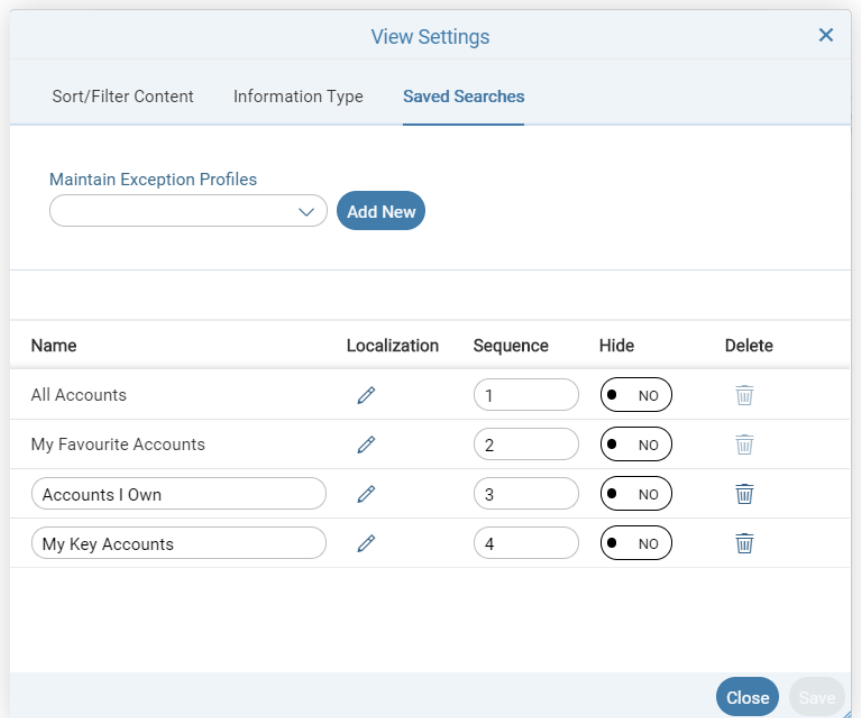 View Settings
Sort/Filter Content Information Type Saved Searches
Maintain Exception Profiles
Add New
Name Localization Sequence Hide Delete
All Accounts 1 NO
My Favourite Accounts 2 NO
Accounts I Own 3 NO
My Key Accounts 4 NO
Close Save